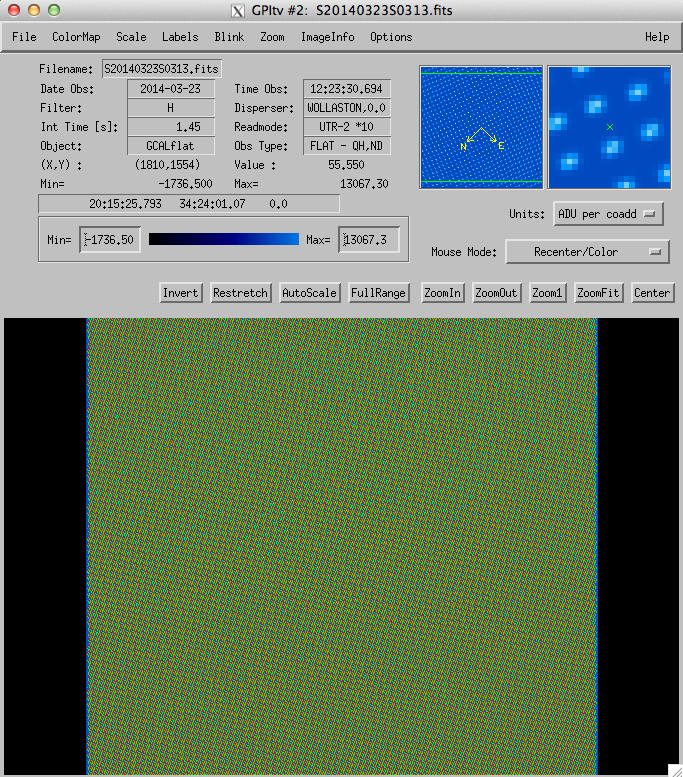 GPItv #2: S20140323S0313.fits
File ColorMap Scale Labels Blink Zoom ImageInfo Options Help
Filename: S20140323S0313.fits
Date Obs: 2014-03-23 Time Obs: 12:23:30.694
Filter: H Disperser: WOLLASTON,0.0
Int Time [s]: 1.45 Readmode: UTR-2 *10
Object: GCALflat Obs Type: FLAT - QH,ND
(X,Y) : (1810,1554) Value : 55.550
Min= -1736.500 Max= 13067.30
20:15:25.793 34:24:01.07 0.0
N E
Units: ADU per coadd
Min= -1736.50 Max= 13067.3
Mouse Mode: Recenter/Color
Invert Restretch AutoScale FullRange ZoomIn ZoomOut Zoom1 ZoomFit Center